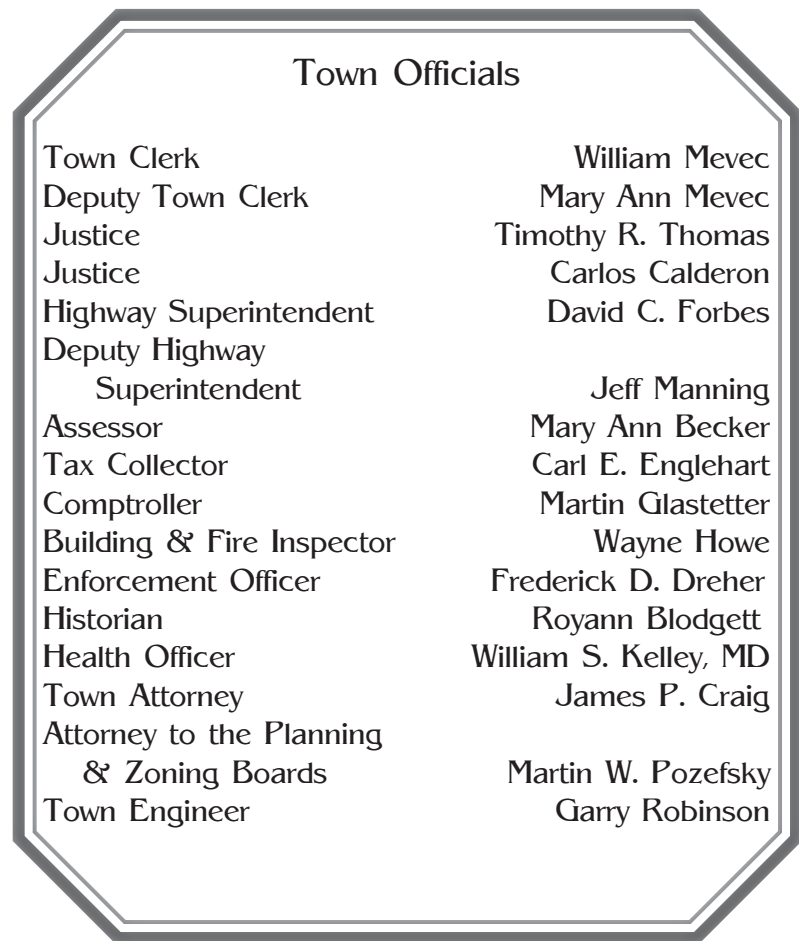 Town Officials
Town Clerk William Mevec
Deputy Town Clerk Mary Ann Mevec
Justice Timothy R. Thomas
Justice Carlos Calderon
Highway Superintendent David C. Forbes
Deputy Highway
Superintendent Jeff Manning
Assessor Mary Ann Becker
Tax Collector Carl E. Englehart
Comptroller Martin Glastetter
Building & Fire Inspector Wayne Howe
Enforcement Officer Frederick D. Dreher
Historian Royann Blodgett
Health Officer William S. Kelley, MD
Town Attorney James P. Craig
Attorney to the Planning
& Zoning Boards Martin W. Pozefsky
Town Engineer Garry Robinson